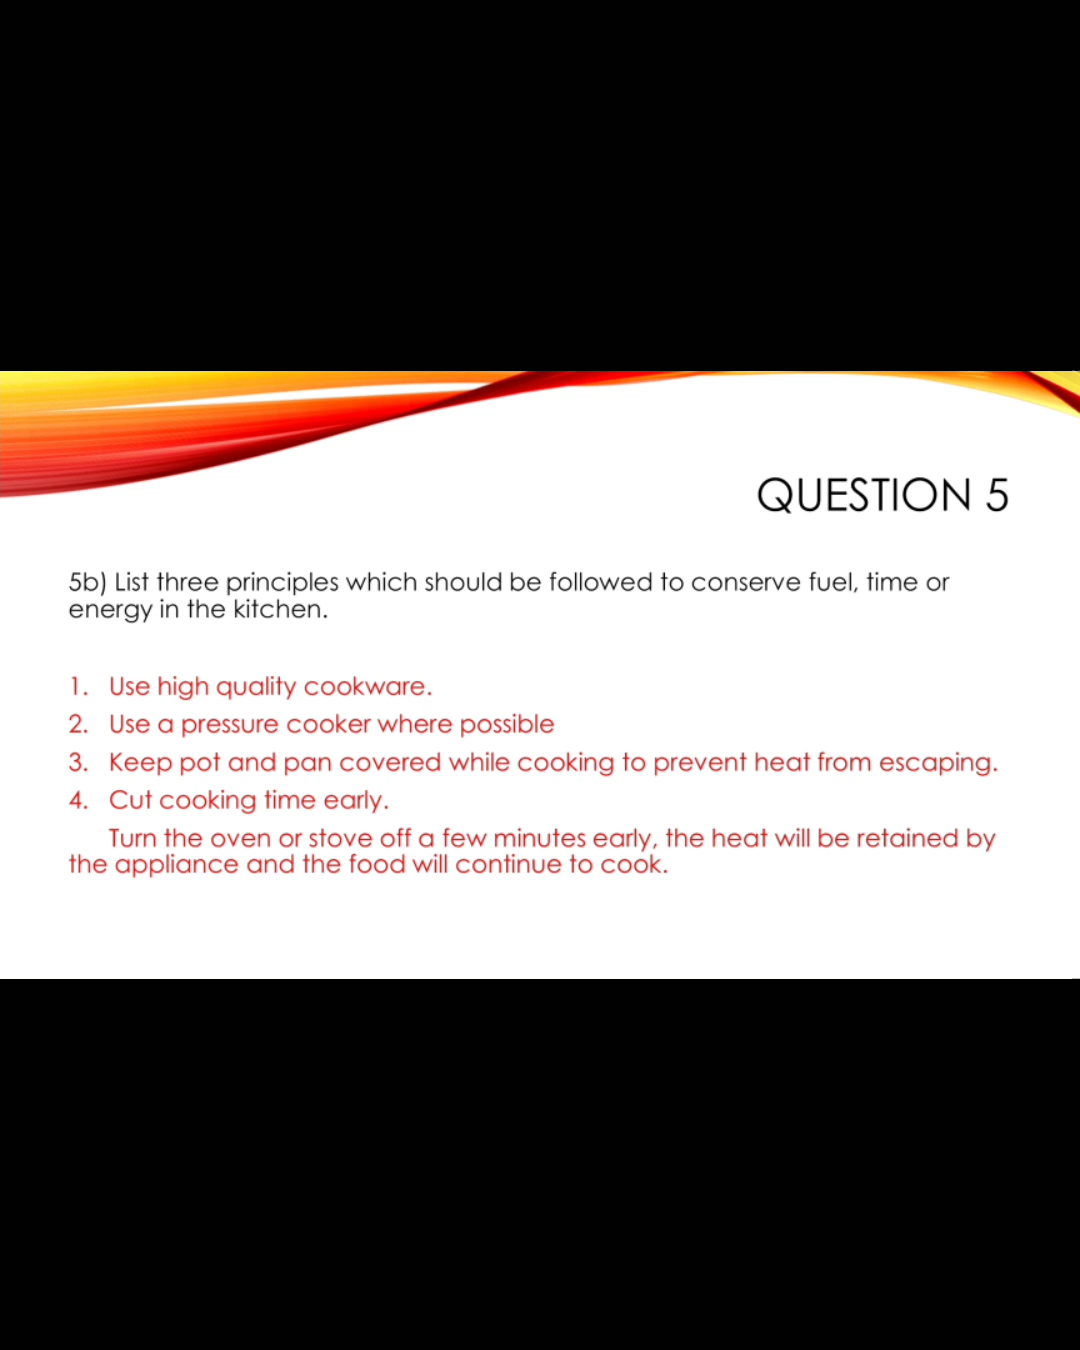 QUESTION 5
5b) List three principles which should be followed to conserve fuel, time or
energy in the kitchen.
1. Use high quality cookware.
2. Use a pressure cooker where possible
3. Keep pot and pan covered while cooking to prevent heat from escaping.
4. Cut cooking time early.
Turn the oven or stove off a few minutes early, the heat will be retained by
the appliance and the food will continue to cook.